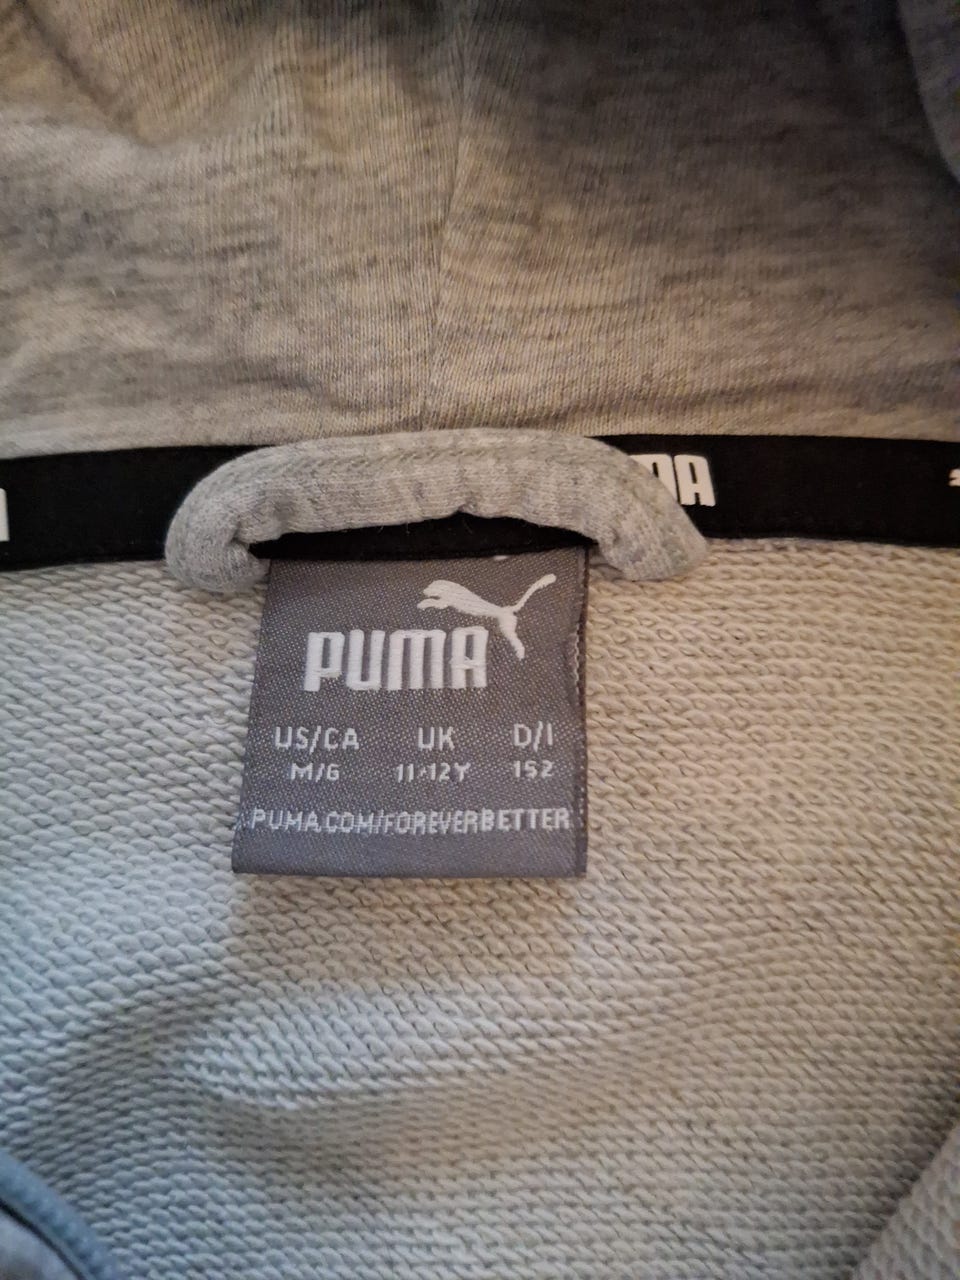 PUMA
US/CA UK D/I
M/G 11-12Y 152
PUMA.COM/FOREVERBETTER